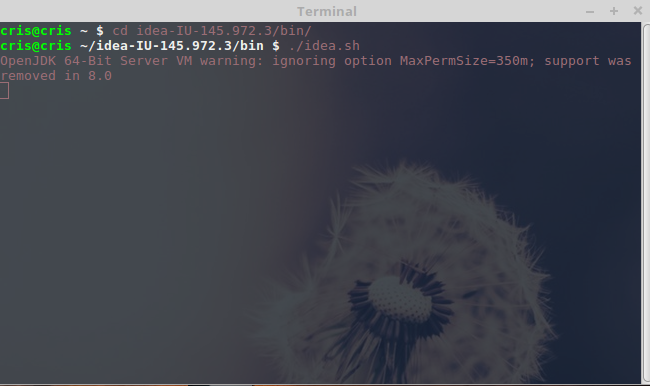 Terminal
cris@cris ~ $ cd idea-IU-145.972.3/bin/
cris@cris ~/idea-IU-145.972.3/bin $ ./idea.sh
OpenJDK 64-Bit Server VM warning: ignoring option MaxPermSize=350m; support was
removed in 8.0